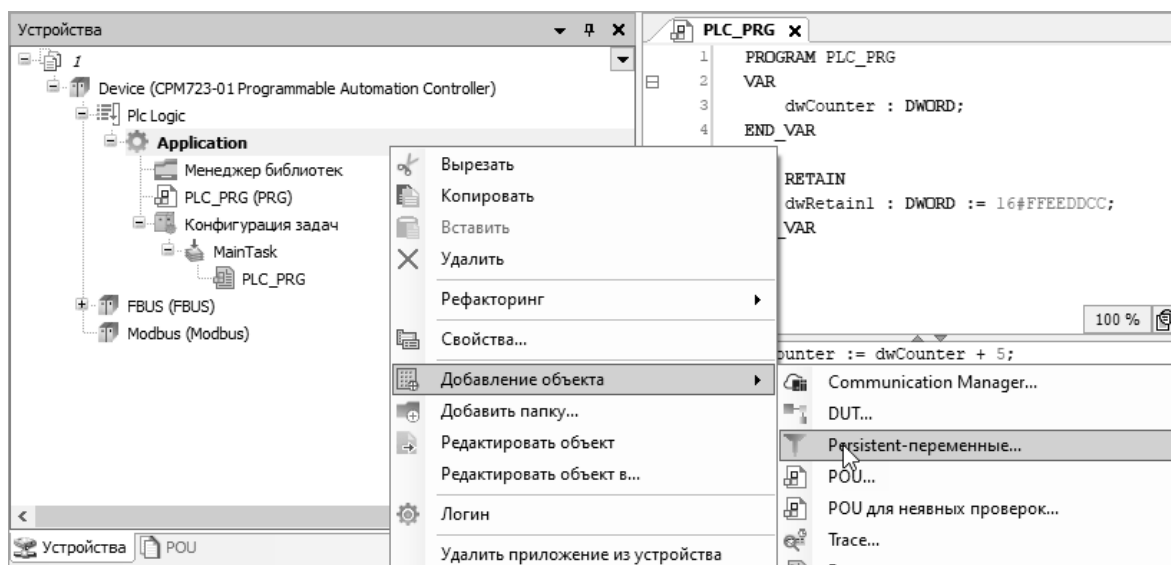 Устройства
1
Device (CPM723-01 Programmable Automation Controller)
Plc Logic
Application
Менеджер библиотек
PLC_PRG (PRG)
Конфигурация задач
MainTask
PLC_PRG
FBUS (FBUS)
Modbus (Modbus)
Устройства
POU
Вырезать
Копировать
Вставить
Удалить
Рефакторинг
Свойства...
Добавление объекта
Добавить папку...
Редактировать объект
Редактировать объект в...
Логин
Удалить приложение из устройства
PLC_PRG
1 PROGRAM PLC_PRG
2 VAR
3 dwCounter : DWORD;
4 END_VAR
RETAIN
dwRetain1 : DWORD := 16#FFEEDDCC;
_VAR
100 %
ounter := dwCounter + 5;
Communication Manager...
DUT...
Persistent-переменные...
POU...
POU для неявных проверок...
Trace...